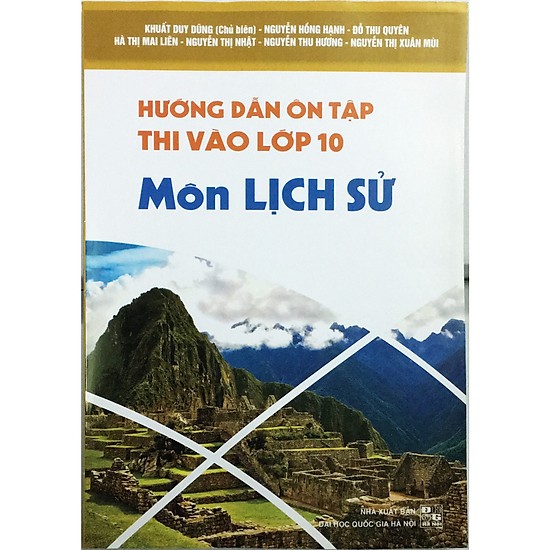 KHUẤT DUY DŨNG (Chủ biên) - NGUYỄN HỒNG HẠNH - ĐỖ THU QUYÊN
HÀ THỊ MAI LIÊN - NGUYỄN THỊ NHẬT - NGUYỄN THU HƯƠNG - NGUYỄN THỊ XUÂN MÙI
HƯỚNG DẪN ÔN TẬP
THI VÀO LỚP 10
Môn LỊCH SỬ
NHÀ XUẤT BẢN
ĐẠI HỌC QUỐC GIA HÀ NỘI